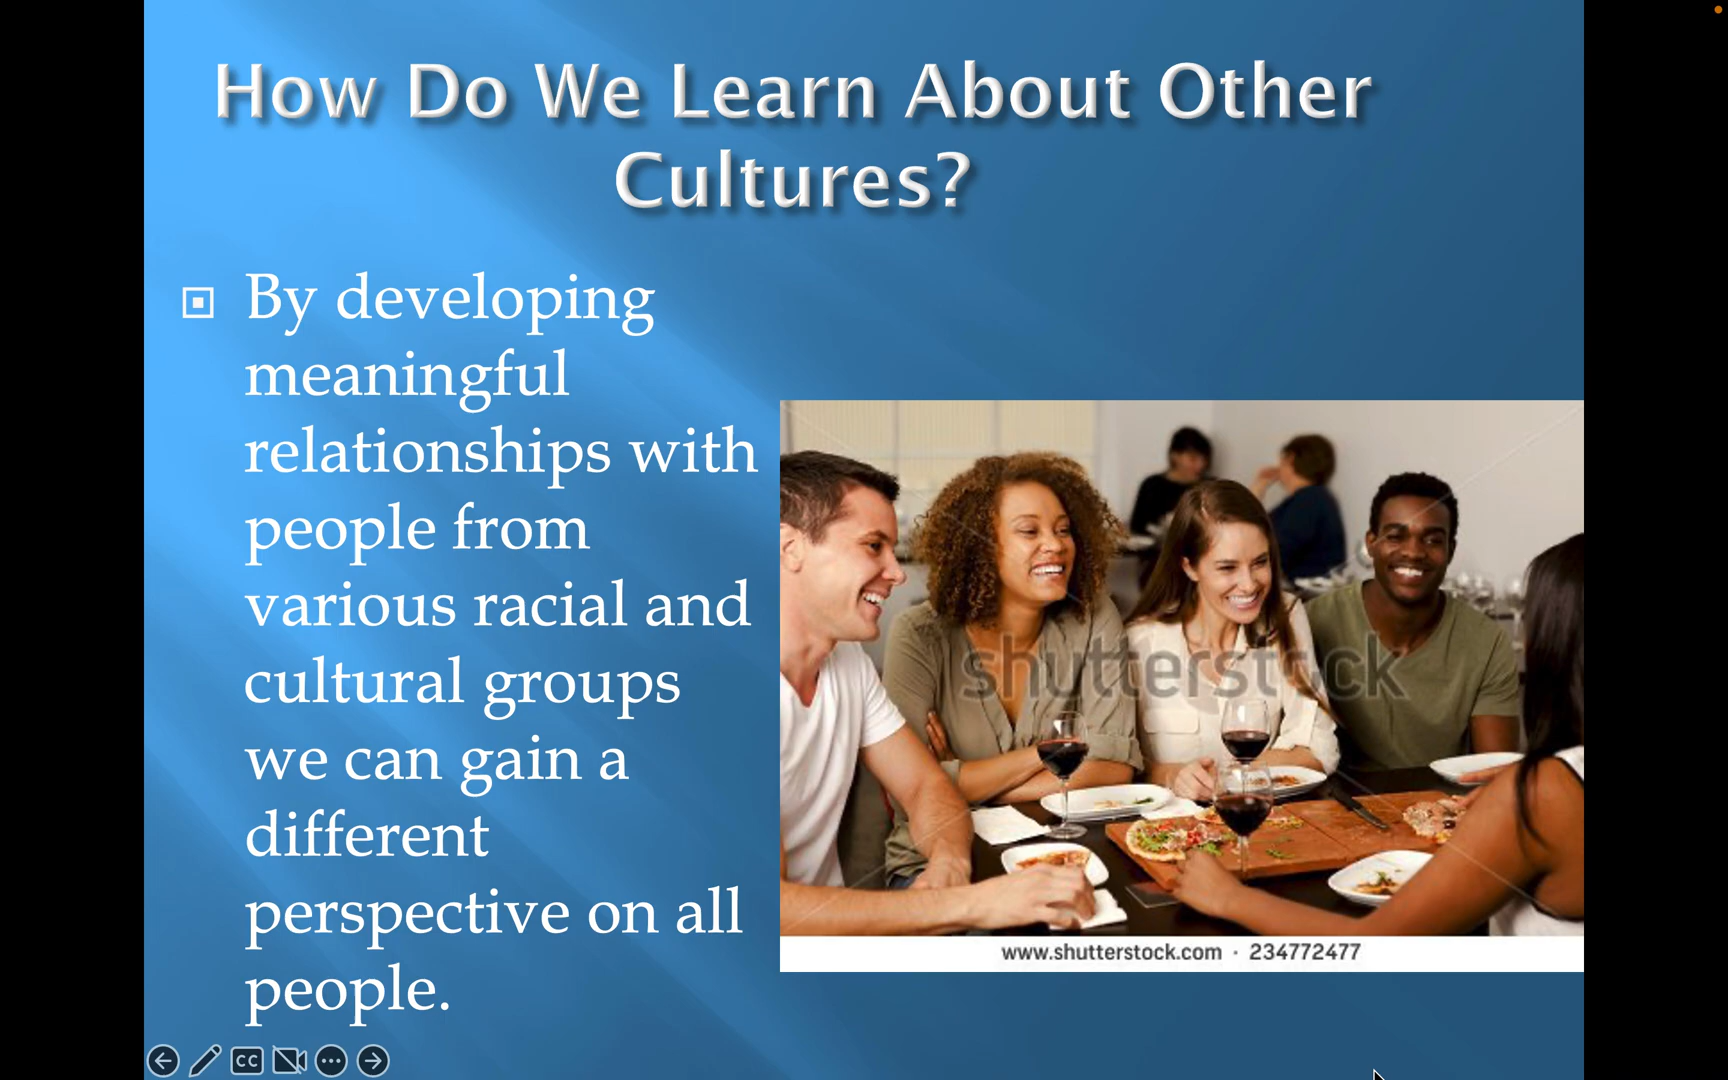 How Do We Learn About Other
Cultures?
By developing
meaningful
relationships with
people from
various racial and
cultural groups
we can gain a
different
perspective on all
people.
shutterstock
www.shutterstock.com · 234772477
CC